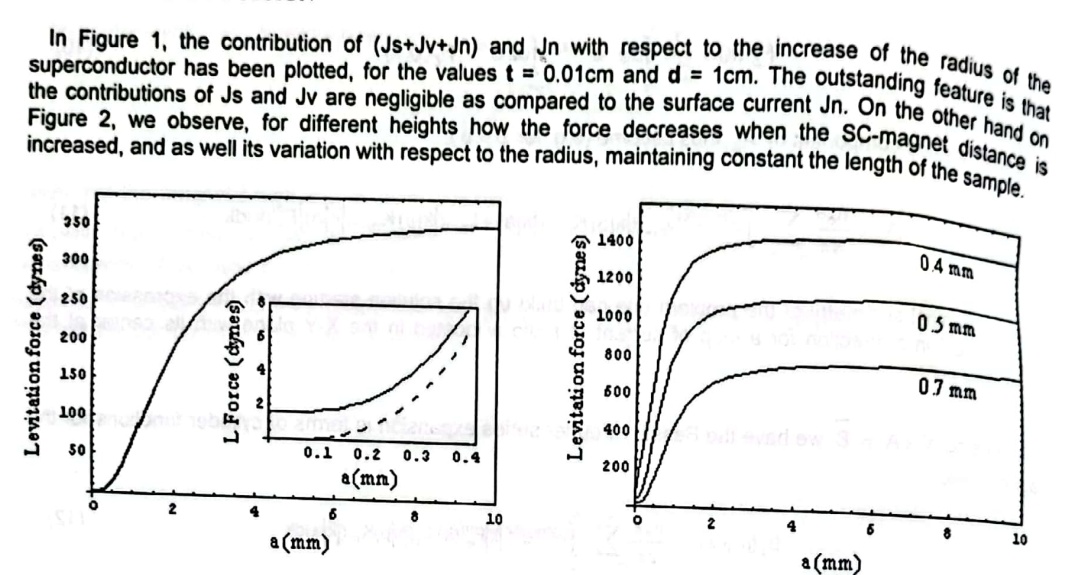 In Figure 1, the contribution of (Js+Jv+Jn) and Jn with respect to the increase of the radius of the
superconductor has been plotted, for the values t = 0.01cm and d = 1cm. The outstanding feature is that
the contributions of Js and Jv are negligible as compared to the surface current Jn. On the other hand on
Figure 2, we observe, for different heights how the force decreases when the SC-magnet distance is
increased, and as well its variation with respect to the radius, maintaining constant the length of the sample.
Levitation force (dynes)
350
300
250
200
150
100
50
0 2 4 6 8 10
a(mm)
L Force (dynes)
8
6
4
2
0.1 0.2 0.3 0.4
a(mm)
Levitation force (dynes)
1400
1200
1000
800
600
400
200
0 2 4 6 8 10
a(mm)
0.4 mm
0.5 mm
0.7 mm